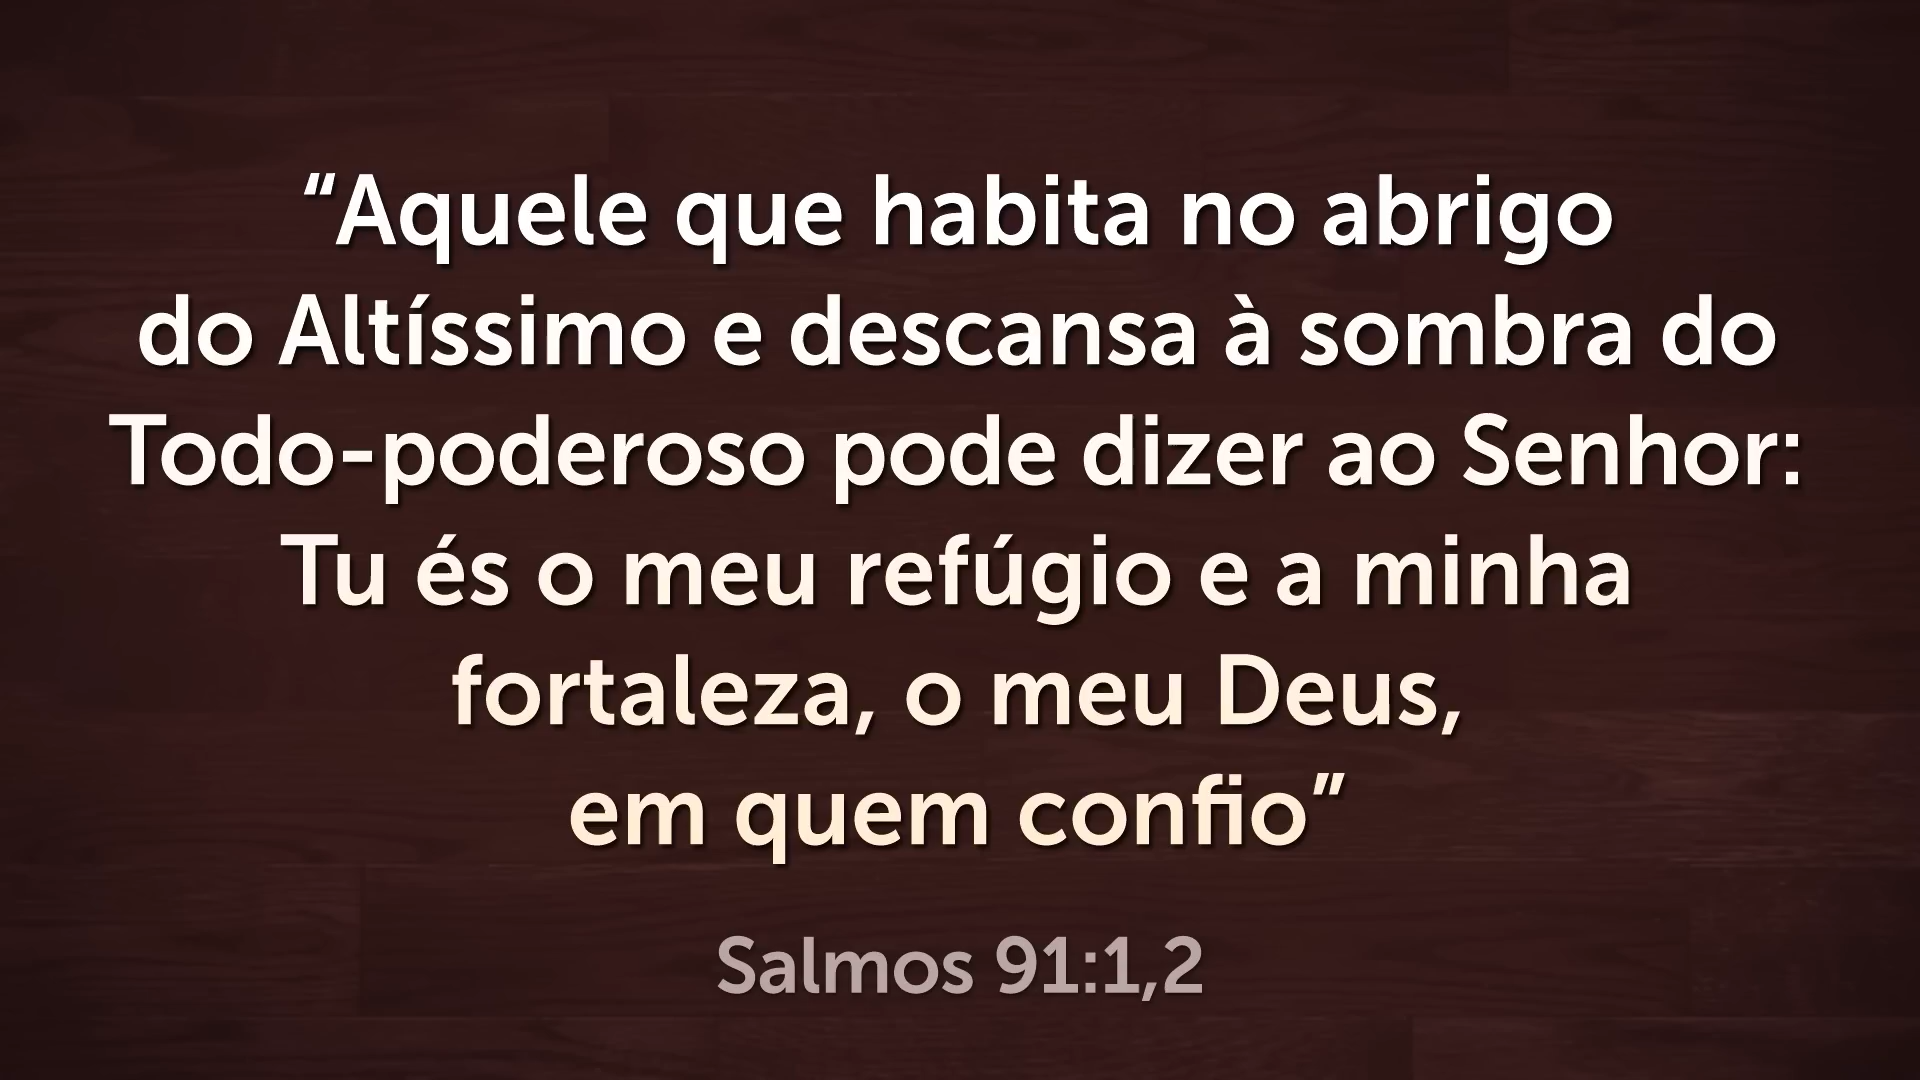 “Aquele que habita no abrigo
do Altíssimo e descansa à sombra do
Todo-poderoso pode dizer ao Senhor:
Tu és o meu refúgio e a minha
fortaleza, o meu Deus,
em quem confio”
Salmos 91:1,2